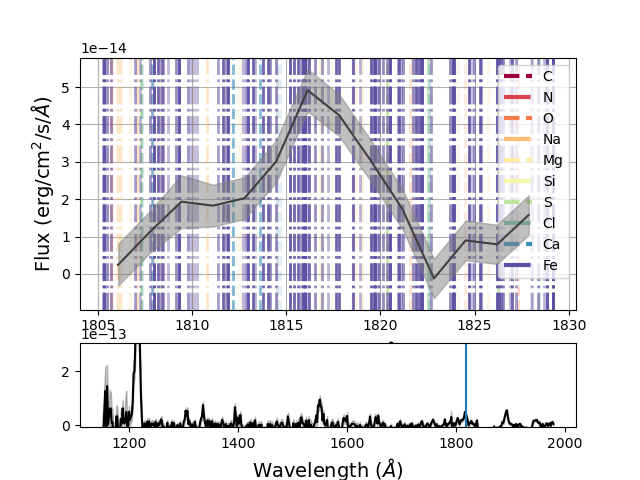 1e−14
Flux (erg/cm²/s/Å)
5
4
3
2
1
0
C
N
O
Na
Mg
Si
S
Cl
Ca
Fe
1805 1810 1815 1820 1825 1830
1e−13
2
0
1200 1400 1600 1800 2000
Wavelength (Å)